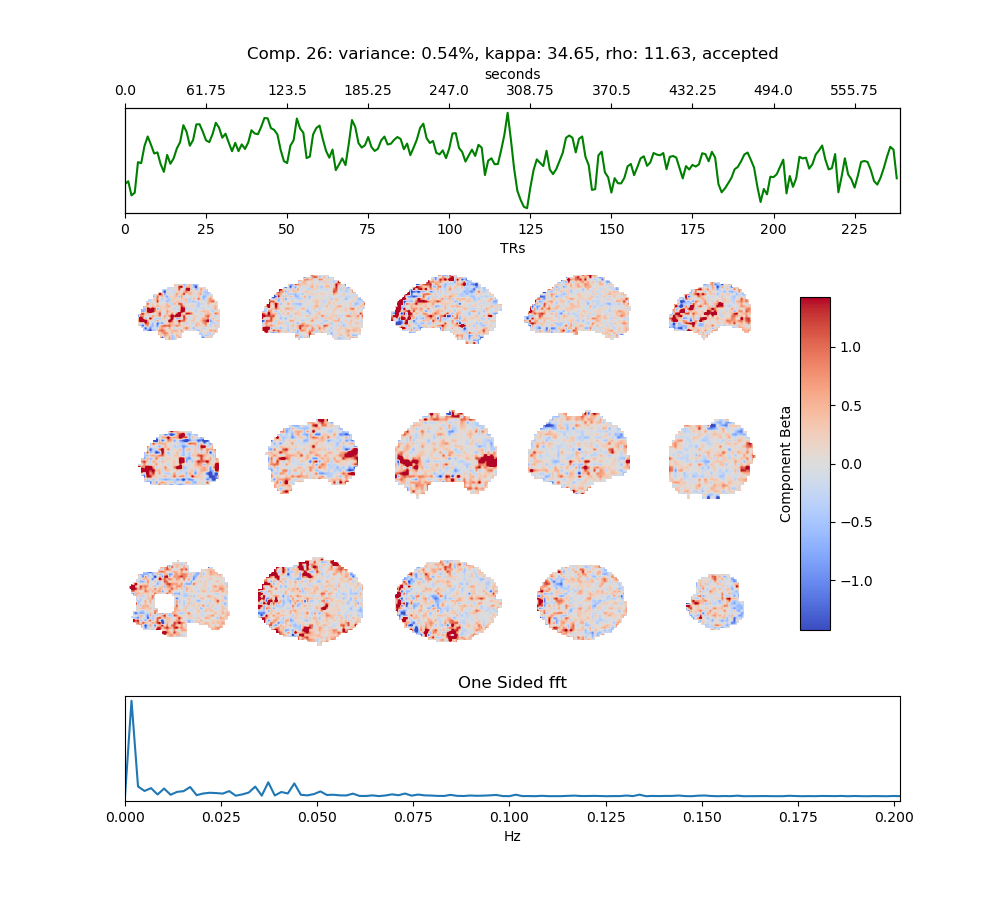 Comp. 26: variance: 0.54%, kappa: 34.65, rho: 11.63, accepted
seconds
0.0 61.75 123.5 185.25 247.0 308.75 370.5 432.25 494.0 555.75
0 25 50 75 100 125 150 175 200 225
TRs
1.0
0.5
0.0
−0.5
−1.0
Component Beta
One Sided fft
0.000 0.025 0.050 0.075 0.100 0.125 0.150 0.175 0.200
Hz